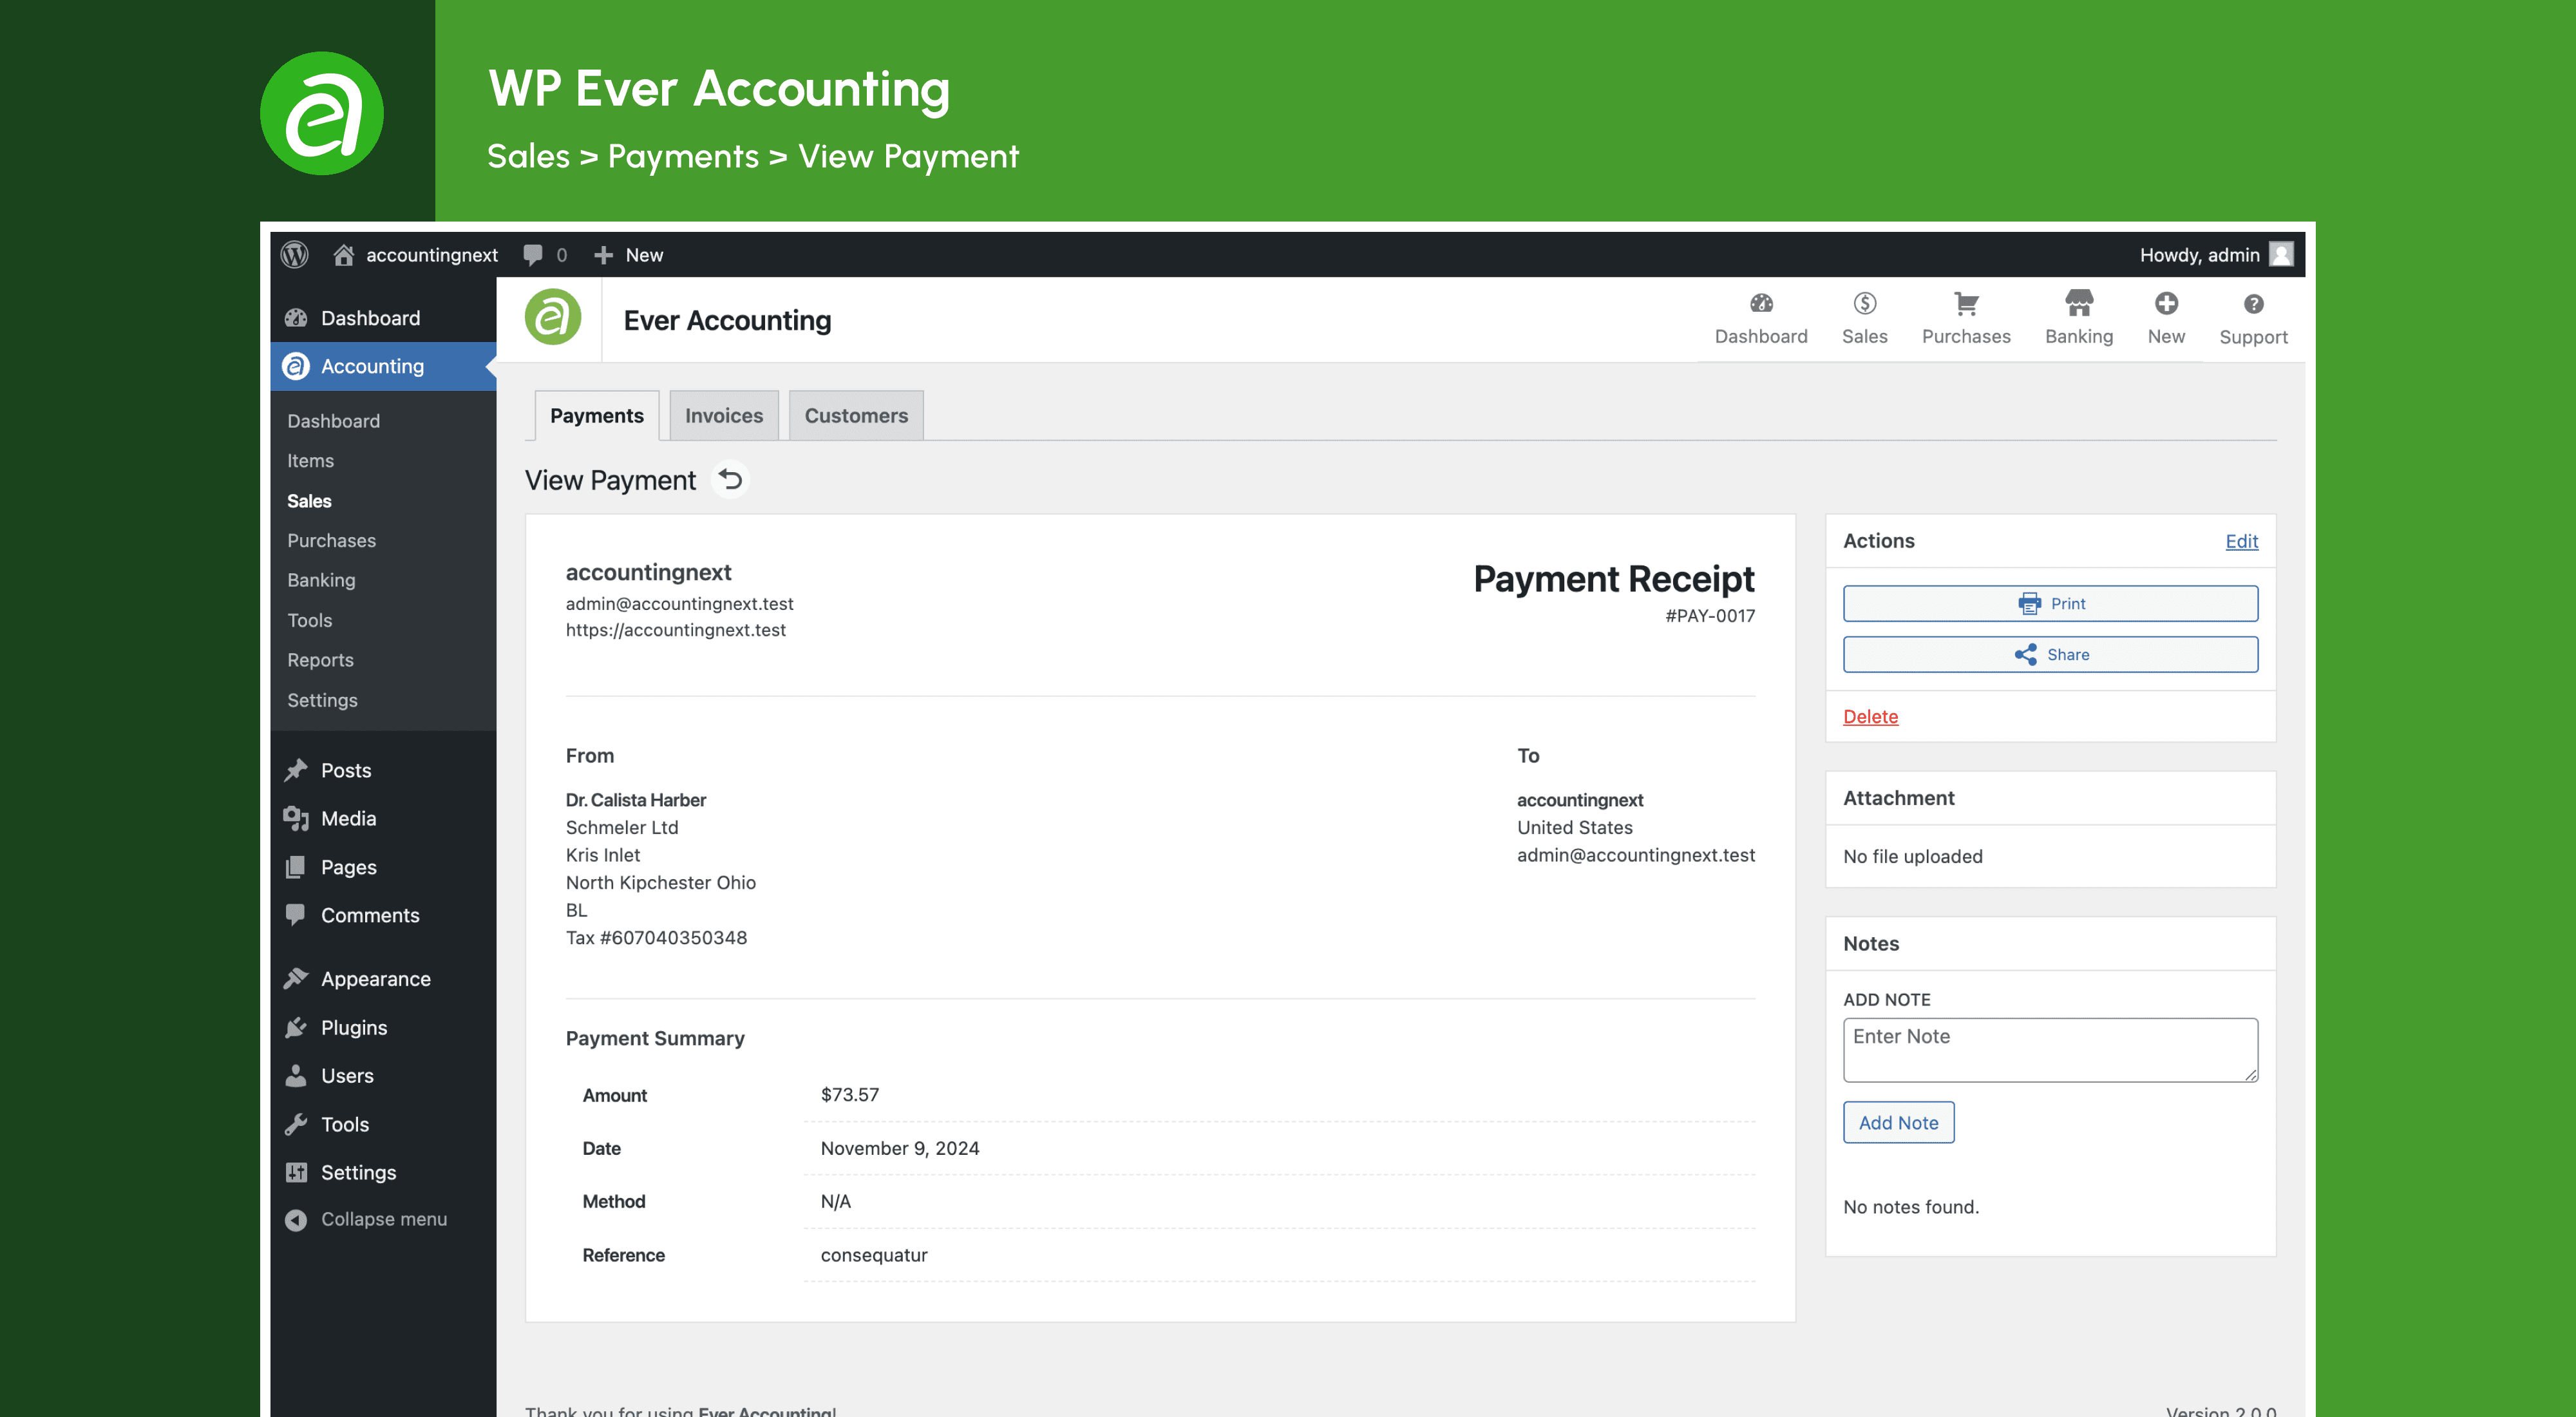 WP Ever Accounting
Sales > Payments > View Payment
accountingnext
0
New
Howdy, admin
Dashboard
Accounting
Dashboard
Items
Sales
Purchases
Banking
Tools
Reports
Settings
Posts
Media
Pages
Comments
Appearance
Plugins
Users
Tools
Settings
Collapse menu
Ever Accounting
Dashboard
Sales
Purchases
Banking
New
Support
Payments
Invoices
Customers
View Payment
accountingnext
admin@accountingnext.test
https://accountingnext.test
Payment Receipt
#PAY-0017
From
Dr. Calista Harber
Schmeler Ltd
Kris Inlet
North Kipchester Ohio
BL
Tax #607040350348
To
accountingnext
United States
admin@accountingnext.test
Payment Summary
Amount $73.57
Date November 9, 2024
Method N/A
Reference consequatur
Actions
Edit
Print
Share
Delete
Attachment
No file uploaded
Notes
ADD NOTE
Enter Note
Add Note
No notes found.
Thank you for using Ever Accounting!
Version 2.0.0